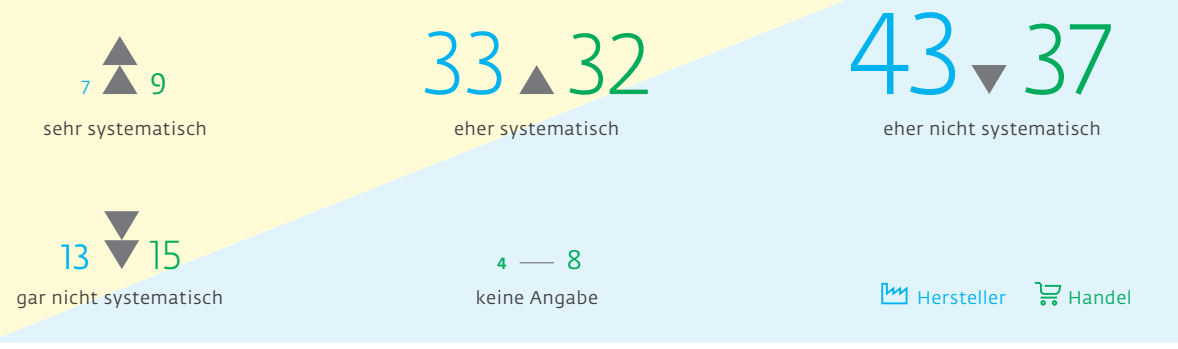 7 9
sehr systematisch
33 32
eher systematisch
43 37
eher nicht systematisch
13 15
gar nicht systematisch
4 8
keine Angabe
Hersteller
Handel